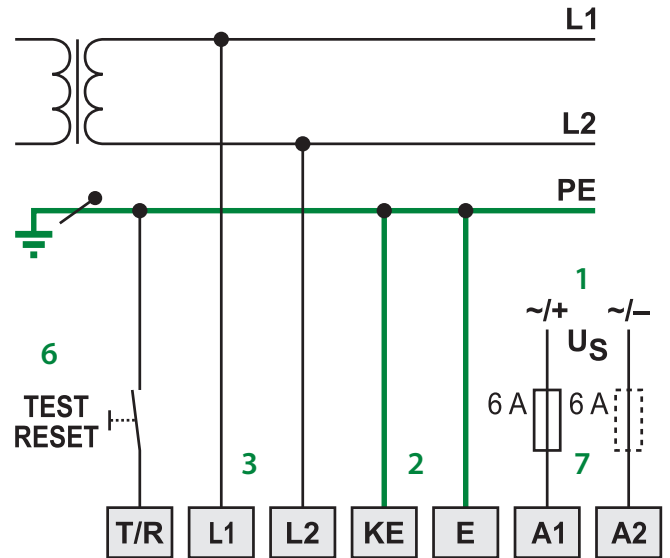 L1
L2
PE
1
~/+ ~/–
US
6
6 A 6 A
TEST
RESET
3
2
7
T/R L1 L2 KE E A1 A2